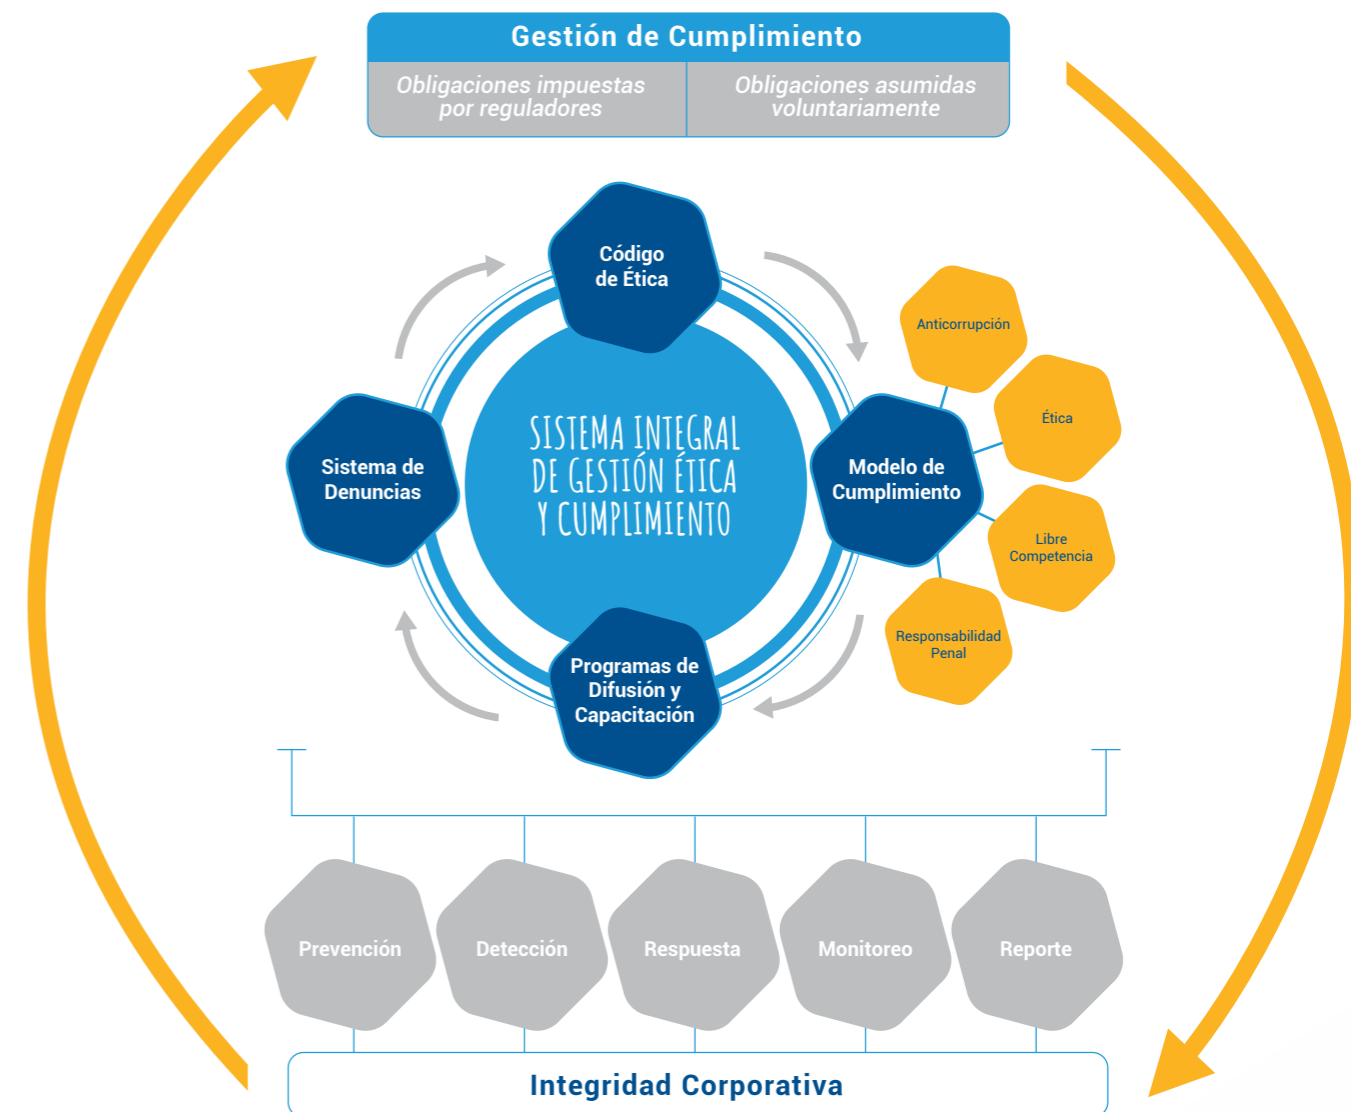 Gestión de Cumplimiento
Obligaciones impuestas
por reguladores
Obligaciones asumidas
voluntariamente
Código
de Ética
Anticorrupción
Ética
SISTEMA INTEGRAL
DE GESTIÓN ÉTICA
Y CUMPLIMIENTO
Sistema de
Denuncias
Modelo de
Cumplimiento
Libre
Competencia
Responsabilidad
Penal
Programas de
Difusión y
Capacitación
Prevención
Detección
Respuesta
Monitoreo
Reporte
Integridad Corporativa